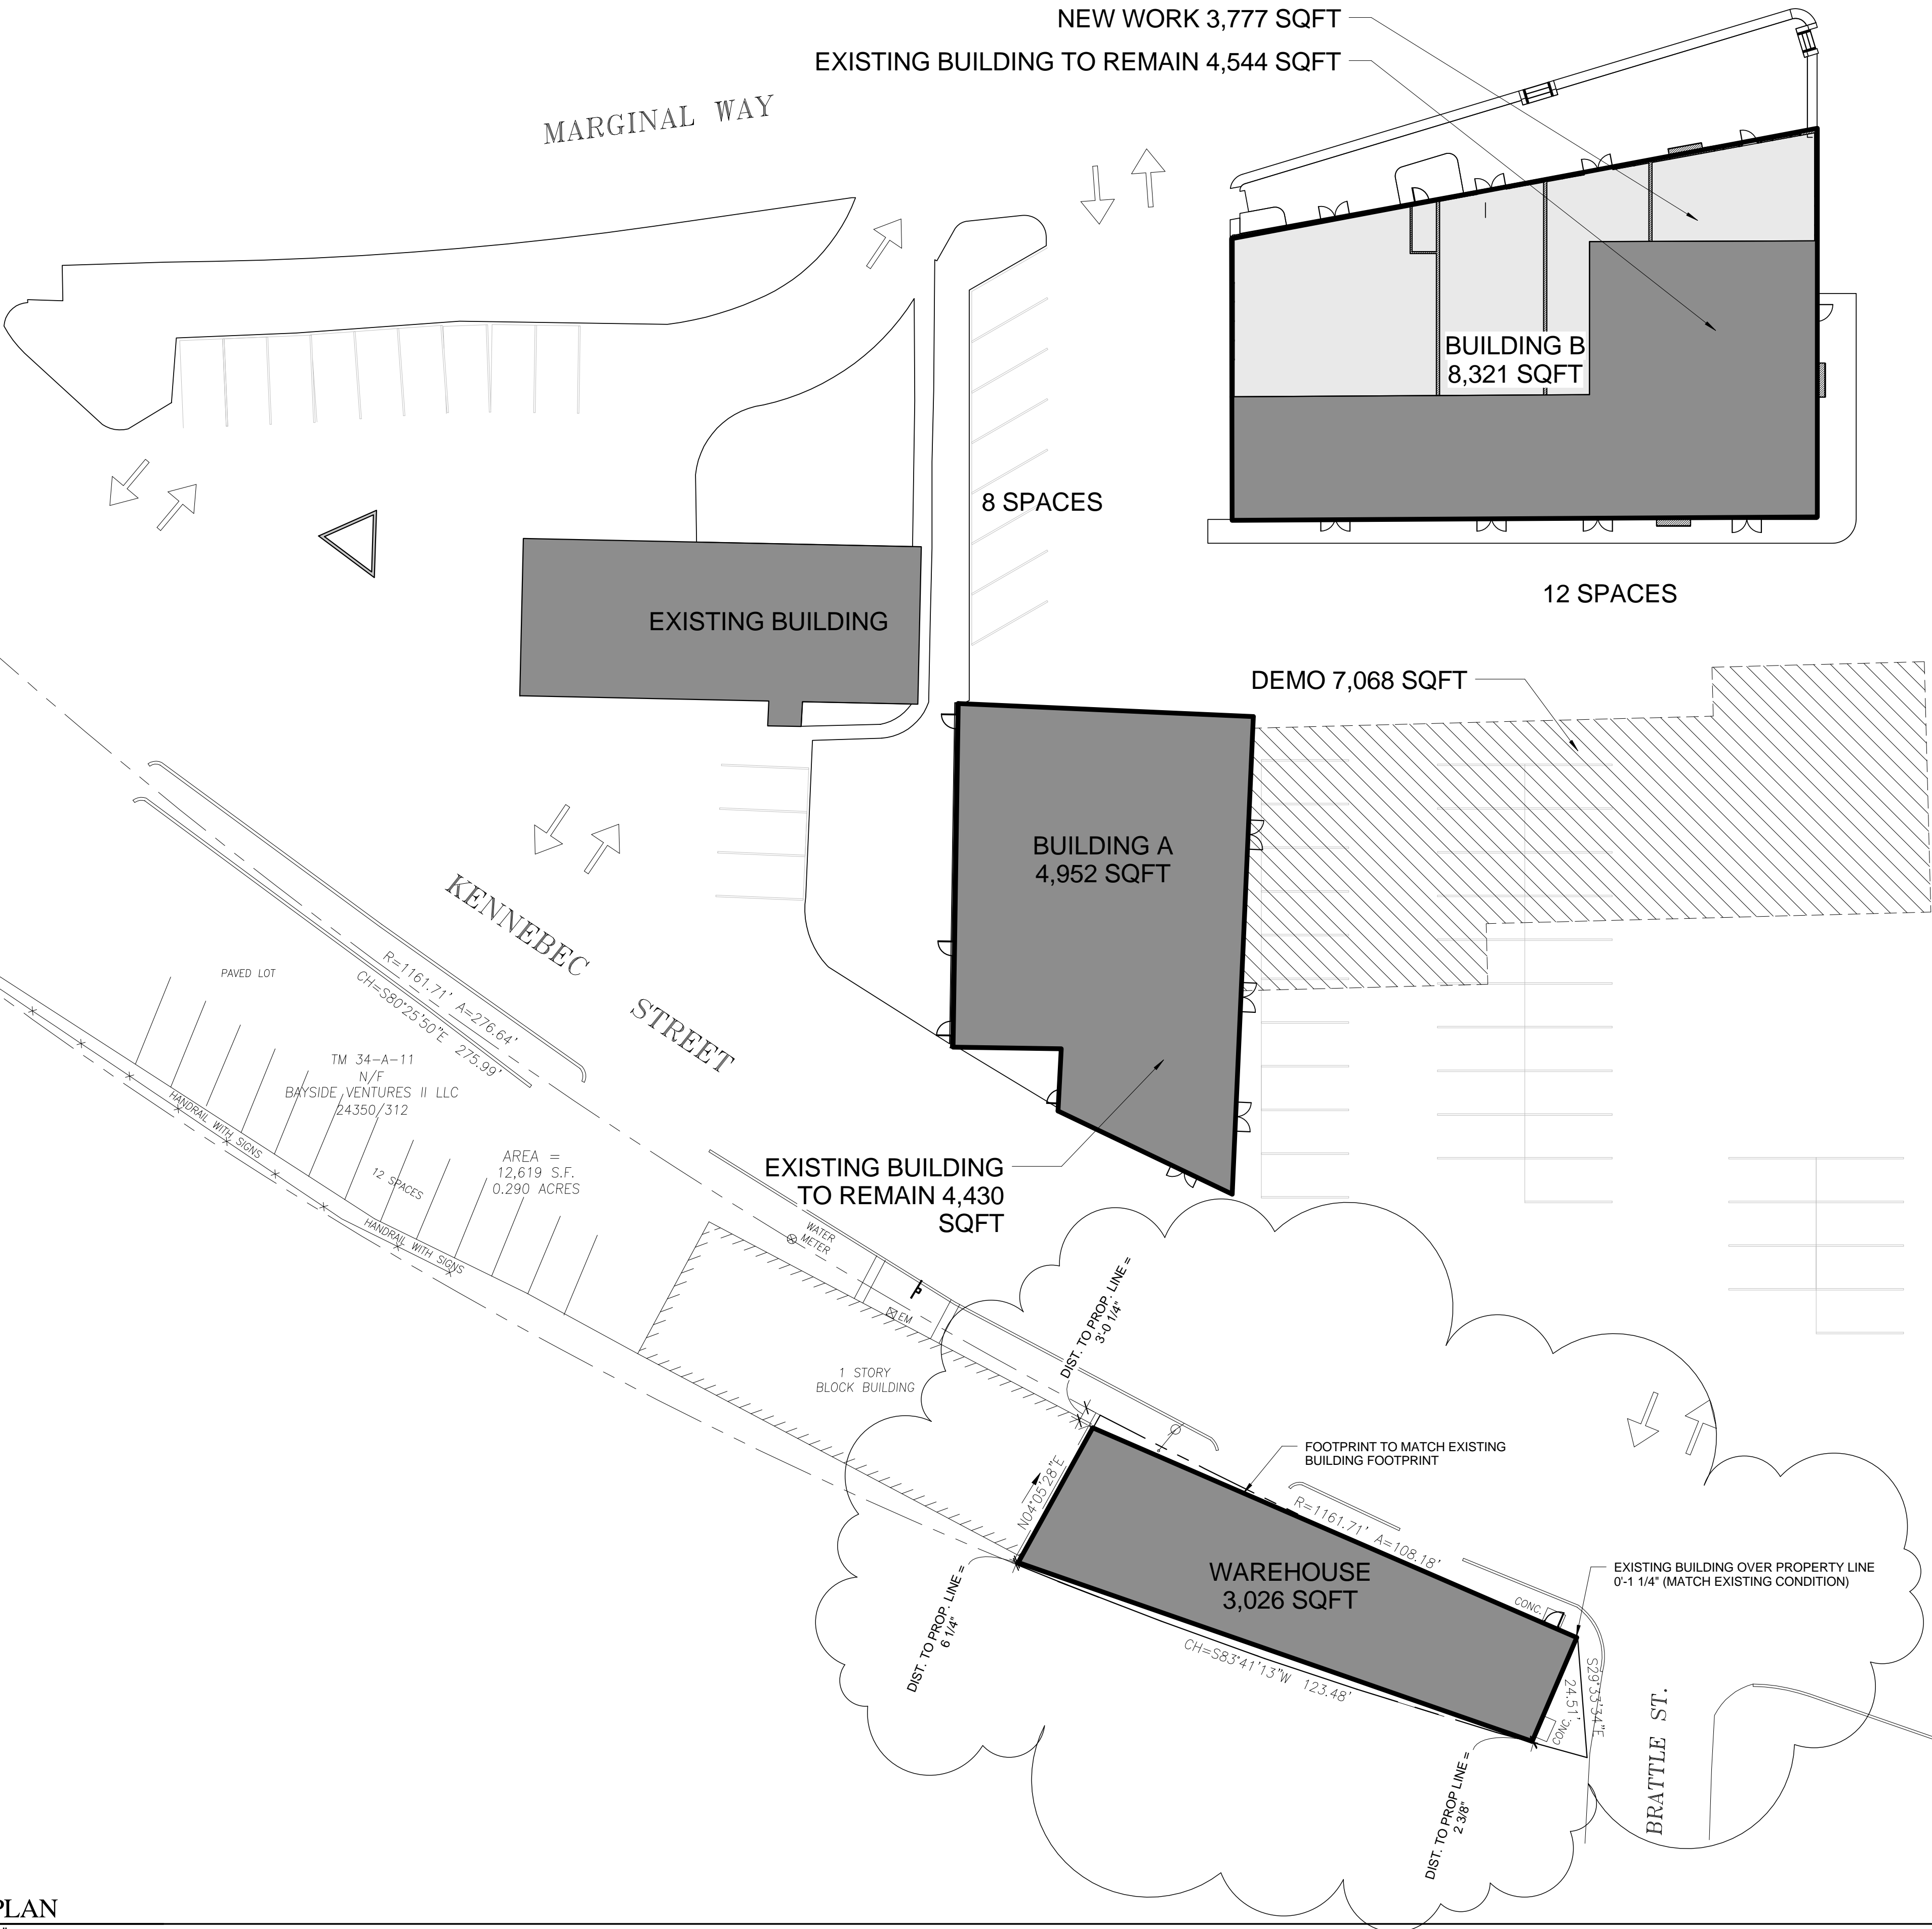 NEW WORK 3,777 SQFT
EXISTING BUILDING TO REMAIN 4,544 SQFT
MARGINAL WAY
BUILDING B
8,321 SQFT
8 SPACES
12 SPACES
EXISTING BUILDING
DEMO 7,068 SQFT
BUILDING A
4,952 SQFT
KENNEBEC
STREET
R=1161.71' A=276.64'
CH=S80°25'50"E 275.99'
PAVED LOT
TM 34-A-11
N/F
BAYSIDE VENTURES II LLC
24350/312
HANDRAIL WITH SIGNS
12 SPACES
AREA =
12,619 S.F.
0.290 ACRES
HANDRAIL WITH SIGNS
EXISTING BUILDING
TO REMAIN 4,430
SQFT
WATER
METER
EM
1 STORY
BLOCK BUILDING
DIST. TO PROP. LINE =
3'-0 1/4"
FOOTPRINT TO MATCH EXISTING
BUILDING FOOTPRINT
N04°05'28"E
R=1161.71' A=108.18'
WAREHOUSE
3,026 SQFT
EXISTING BUILDING OVER PROPERTY LINE
0'-1 1/4" (MATCH EXISTING CONDITION)
CONC.
DIST. TO PROP. LINE =
6 1/4"
CH=S83°41'13"W 123.48'
S29°33'34"E
24.51'
CONC.
DIST. TO PROP LINE =
2 3/8"
BRATTLE ST.
PLAN